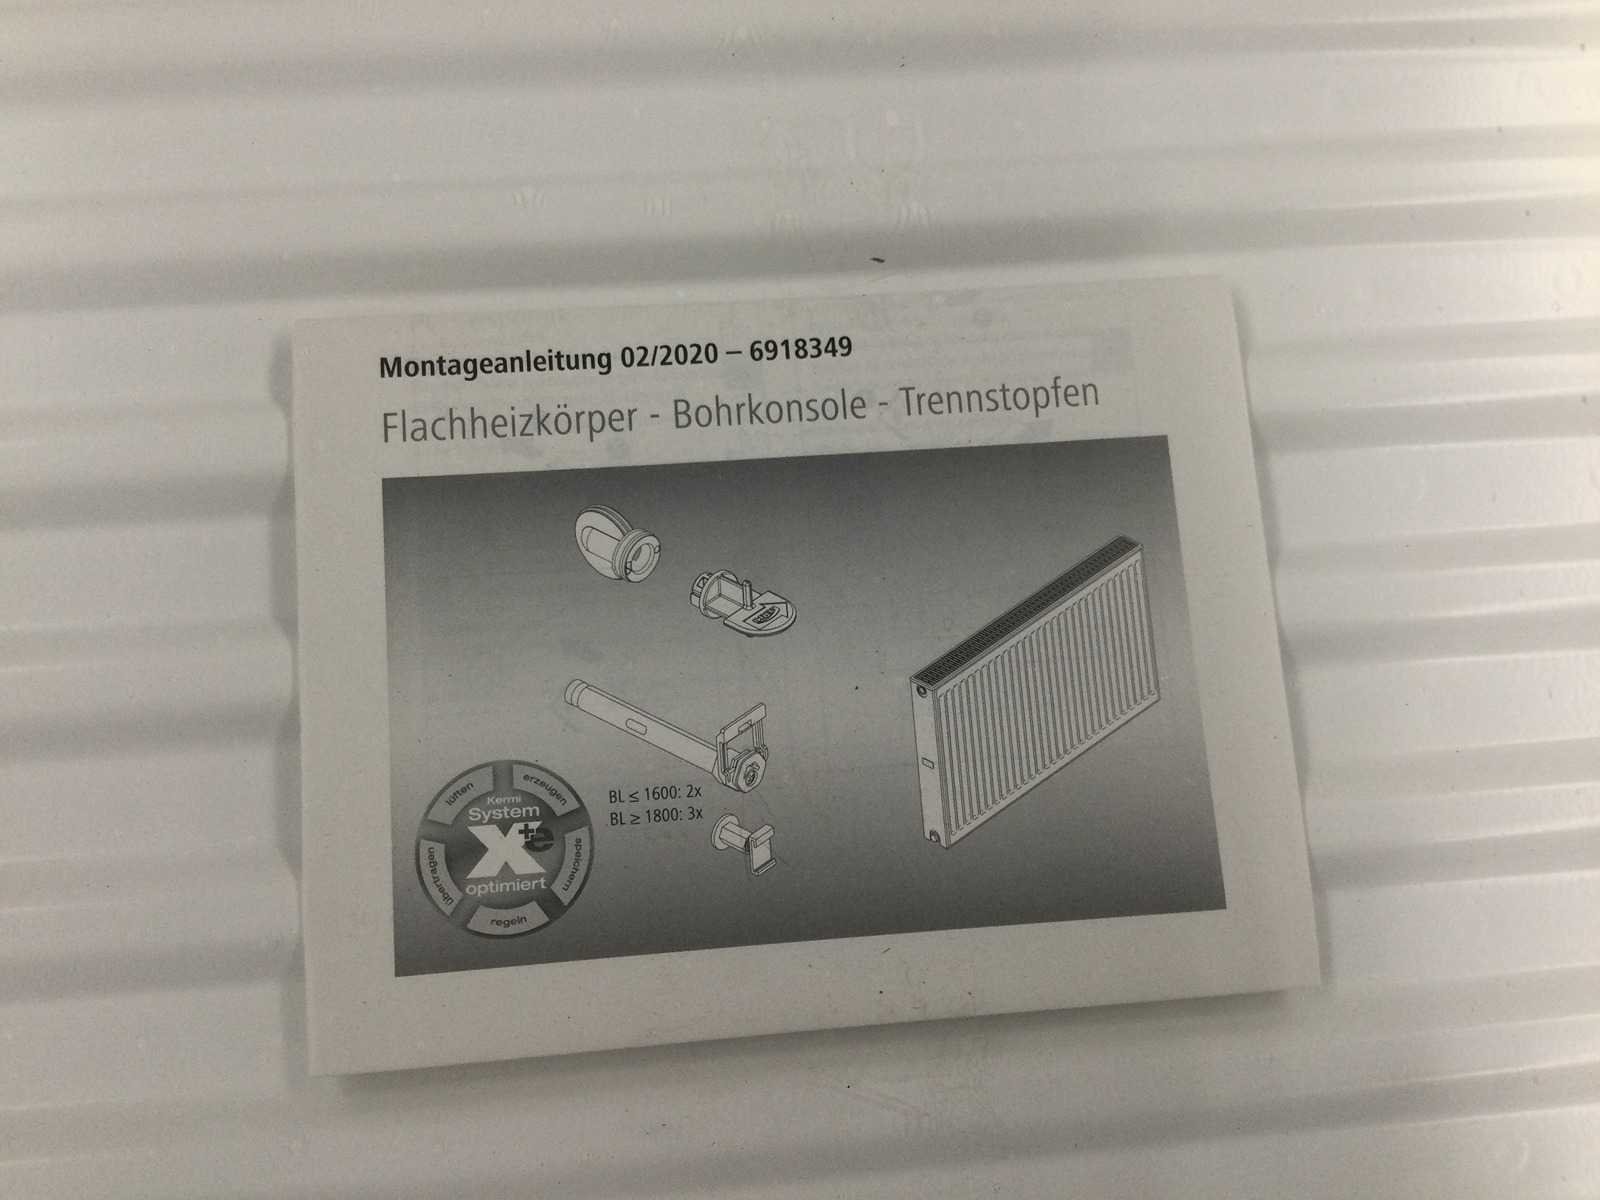 Montageanleitung 02/2020 – 6918349
Flachheizkörper - Bohrkonsole - Trennstopfen
BL ≤ 1600: 2x
BL ≥ 1800: 3x
lüften
erzeugen
Kermi
System
x+e
optimiert
übertragen
speichern
regeln